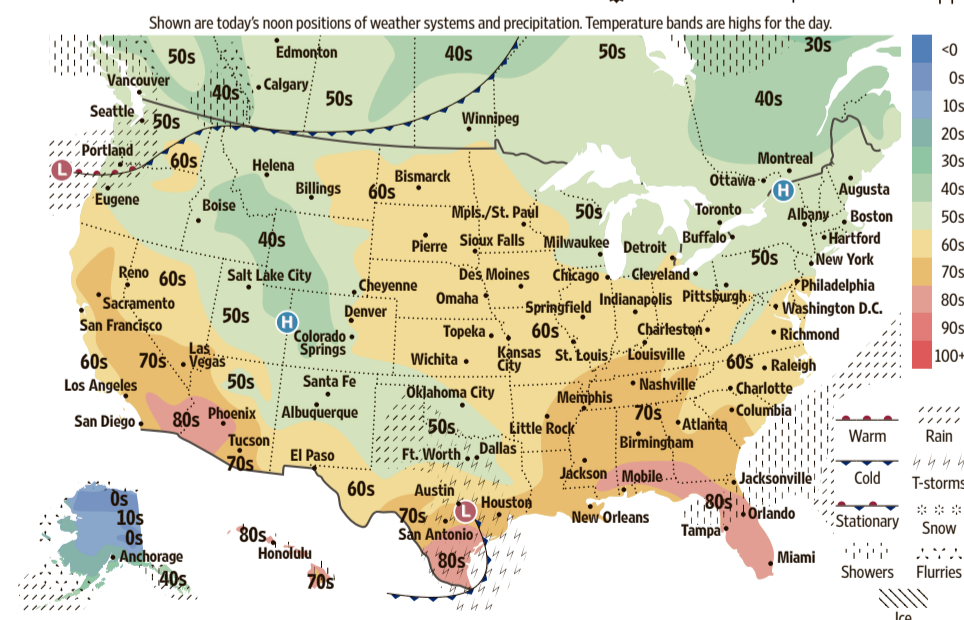 Shown are today's noon positions of weather systems and precipitation. Temperature bands are highs for the day.
50s
Edmonton
40s
50s
30s
<0
0s
10s
20s
30s
40s
50s
60s
70s
80s
90s
100+
Vancouver
40s
Calgary
50s
40s
Seattle
50s
Winnipeg
Portland
60s
L
Helena
Montreal
Ottawa
H
Eugene
Billings
60s
Bismarck
Augusta
Boise
Mpls./St. Paul
50s
Toronto
Albany
Boston
40s
Pierre
Sioux Falls
Milwaukee
Detroit
Buffalo
Hartford
50s
New York
Reno
60s
Salt Lake City
Cheyenne
Des Moines
Chicago
Cleveland
Philadelphia
Sacramento
Omaha
Springfield
Indianapolis
Pittsburgh
Washington D.C.
San Francisco
50s
H
Denver
Colorado
Springs
Topeka
60s
Charleston
Richmond
60s
70s
Las
Vegas
Wichita
Kansas
City
St. Louis
Louisville
60s
Raleigh
Los Angeles
50s
Santa Fe
Oklahoma City
Memphis
Nashville
Charlotte
San Diego
80s
Phoenix
Albuquerque
50s
Little Rock
70s
Atlanta
Columbia
Tucson
70s
El Paso
Ft. Worth
Dallas
Birmingham
60s
Austin
Houston
Jackson
Mobile
Jacksonville
70s
L
San Antonio
New Orleans
80s
Orlando
Tampa
80s
Miami
0s
10s
0s
Anchorage
40s
80s
Honolulu
70s
Warm
Rain
Cold
T-storms
Stationary
Snow
Showers
Flurries
Ice